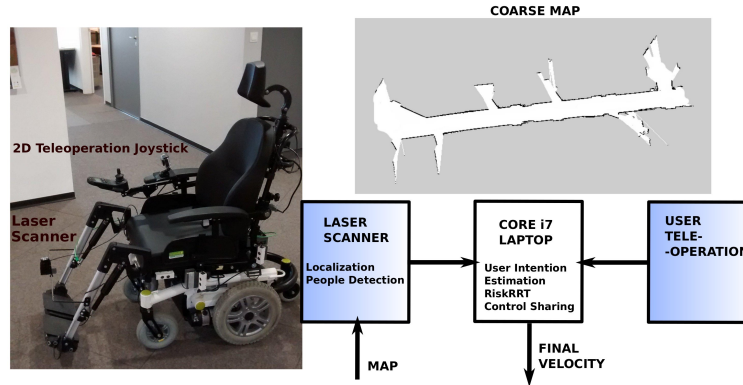 COARSE MAP
2D Teleoperation Joystick
Laser
Scanner
LASER
SCANNER
Localization
People Detection
CORE i7
LAPTOP
User Intention
Estimation
RiskRRT
Control Sharing
USER
TELE-
-OPERATION
MAP
FINAL
VELOCITY